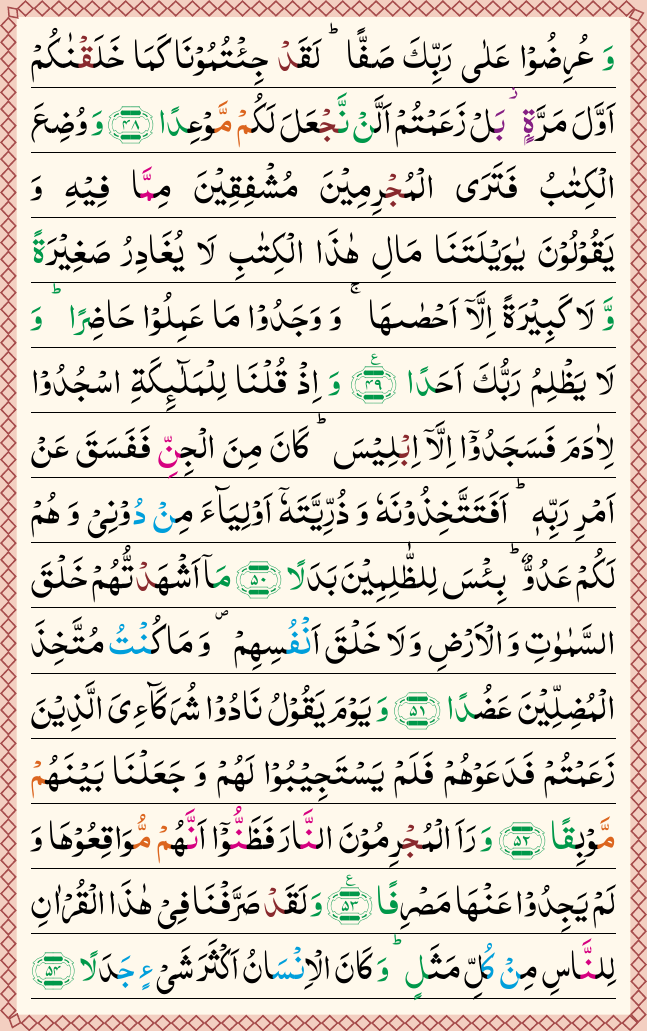 وَ عُرِضُوْا عَلٰى رَبِّكَ صَفًّا ؕ لَقَدْ جِئْتُمُوْنَا كَمَا خَلَقْنٰكُمْ
اَوَّلَ مَرَّةٍۭ ؗ بَلْ زَعَمْتُمْ اَلَّنْ نَّجْعَلَ لَكُمْ مَّوْعِدًا ﴿۴۸﴾ وَ وُضِعَ
الْكِتٰبُ فَتَرَى الْمُجْرِمِيْنَ مُشْفِقِيْنَ مِمَّا فِيْهِ وَ
يَقُوْلُوْنَ يٰوَيْلَتَنَا مَالِ هٰذَا الْكِتٰبِ لَا يُغَادِرُ صَغِيْرَةً
وَّ لَا كَبِيْرَةً اِلَّاۤ اَحْصٰىهَا ۚ وَ وَجَدُوْا مَا عَمِلُوْا حَاضِرًا ؕ وَ
لَا يَظْلِمُ رَبُّكَ اَحَدًا ﴿۴۹﴾ ع وَ اِذْ قُلْنَا لِلْمَلٰٓىِٕكَةِ اسْجُدُوْا
لِاٰدَمَ فَسَجَدُوْۤا اِلَّاۤ اِبْلِيْسَ ؕ كَانَ مِنَ الْجِنِّ فَفَسَقَ عَنْ
اَمْرِ رَبِّهٖ ؕ اَفَتَتَّخِذُوْنَهٗ وَ ذُرِّيَّتَهٗۤ اَوْلِيَآءَ مِنْ دُوْنِيْ وَ هُمْ
لَكُمْ عَدُوٌّ ؕ بِئْسَ لِلظّٰلِمِيْنَ بَدَلًا ﴿۵۰﴾ مَاۤ اَشْهَدْتُّهُمْ خَلْقَ
السَّمٰوٰتِ وَ الْاَرْضِ وَ لَا خَلْقَ اَنْفُسِهِمْ ۪ وَ مَا كُنْتُ مُتَّخِذَ
الْمُضِلِّيْنَ عَضُدًا ﴿۵۱﴾ وَ يَوْمَ يَقُوْلُ نَادُوْا شُرَكَآءِيَ الَّذِيْنَ
زَعَمْتُمْ فَدَعَوْهُمْ فَلَمْ يَسْتَجِيْبُوْا لَهُمْ وَ جَعَلْنَا بَيْنَهُمْ
مَّوْبِقًا ﴿۵۲﴾ وَ رَاَ الْمُجْرِمُوْنَ النَّارَ فَظَنُّوْۤا اَنَّهُمْ مُّوَاقِعُوْهَا وَ
لَمْ يَجِدُوْا عَنْهَا مَصْرِفًا ﴿۵۳﴾ ع وَ لَقَدْ صَرَّفْنَا فِيْ هٰذَا الْقُرْاٰنِ
لِلنَّاسِ مِنْ كُلِّ مَثَلٍ ؕ وَ كَانَ الْاِنْسَانُ اَكْثَرَ شَيْءٍ جَدَلًا ﴿۵۴﴾